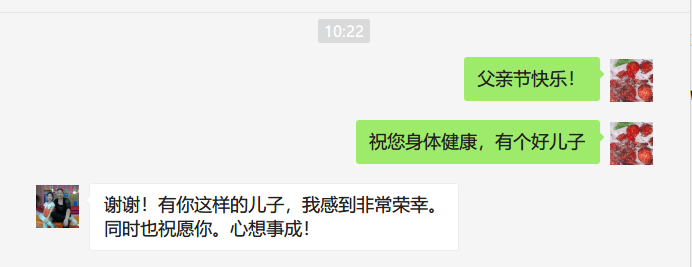 10:22
父亲节快乐！
祝您身体健康，有个好儿子
谢谢！有你这样的儿子，我感到非常荣幸。
同时也祝愿你。心想事成！